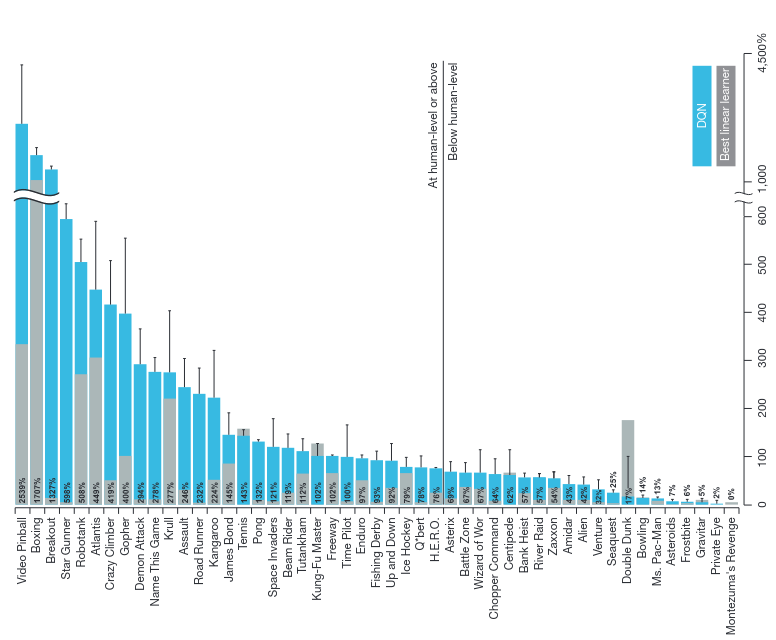 4,500%
1,000
600
500
400
300
200
100
0
DQN
Best linear learner
At human-level or above
Below human-level
2539%
1707%
1327%
598%
508%
449%
419%
400%
294%
278%
277%
246%
232%
224%
145%
143%
132%
121%
119%
112%
102%
102%
100%
97%
93%
92%
79%
78%
76%
69%
67%
67%
64%
62%
57%
57%
54%
43%
42%
32%
25%
17%
14%
13%
7%
6%
5%
2%
0%
Video Pinball
Boxing
Breakout
Star Gunner
Robotank
Atlantis
Crazy Climber
Gopher
Demon Attack
Name This Game
Krull
Assault
Road Runner
Kangaroo
James Bond
Tennis
Pong
Space Invaders
Beam Rider
Tutankham
Kung-Fu Master
Freeway
Time Pilot
Enduro
Fishing Derby
Up and Down
Ice Hockey
Q*bert
H.E.R.O.
Asterix
Battle Zone
Wizard of Wor
Chopper Command
Centipede
Bank Heist
River Raid
Zaxxon
Amidar
Alien
Venture
Seaquest
Double Dunk
Bowling
Ms. Pac-Man
Asteroids
Frostbite
Gravitar
Private Eye
Montezuma's Revenge